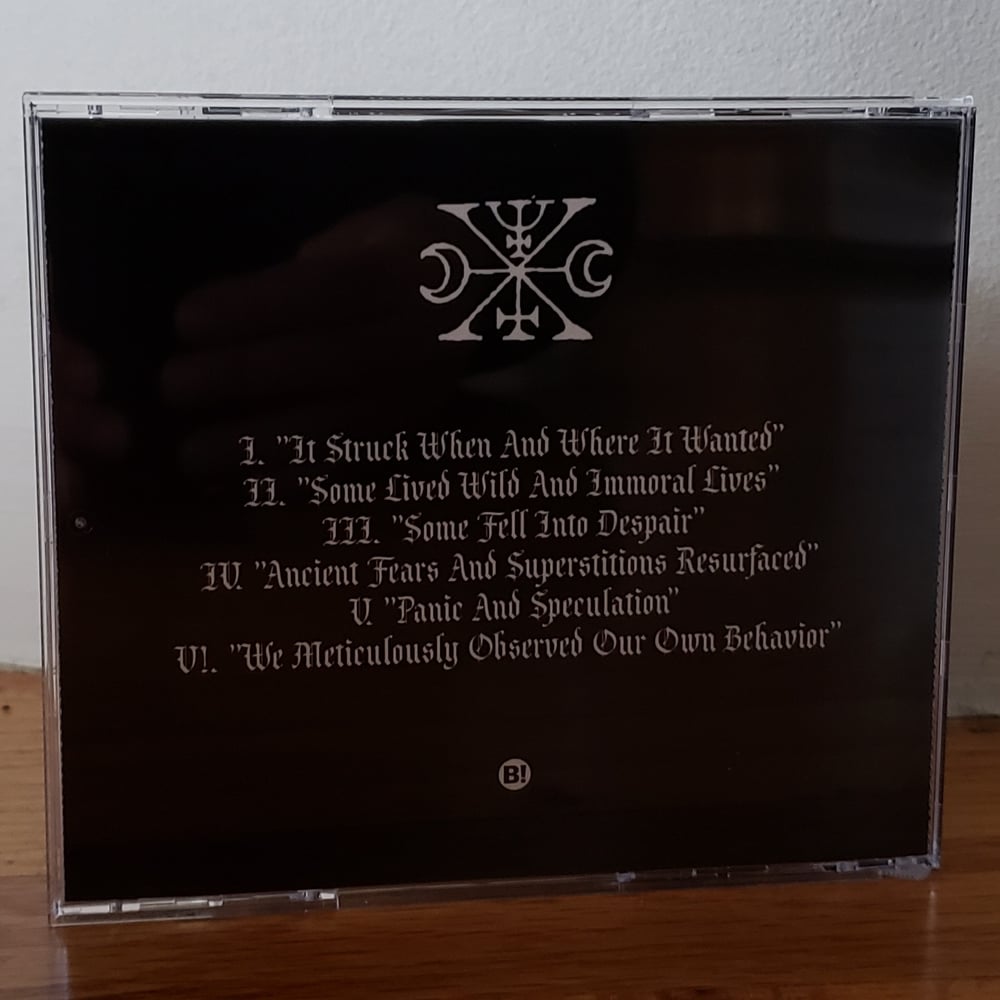 I. "It Struck When And Where It Wanted"
II. "Some Lived Wild And Immoral Lives"
III. "Some Fell Into Despair"
IV. "Ancient Fears And Superstitions Resurfaced"
V. "Panic And Speculation"
VI. "We Meticulously Observed Our Own Behavior"
B!